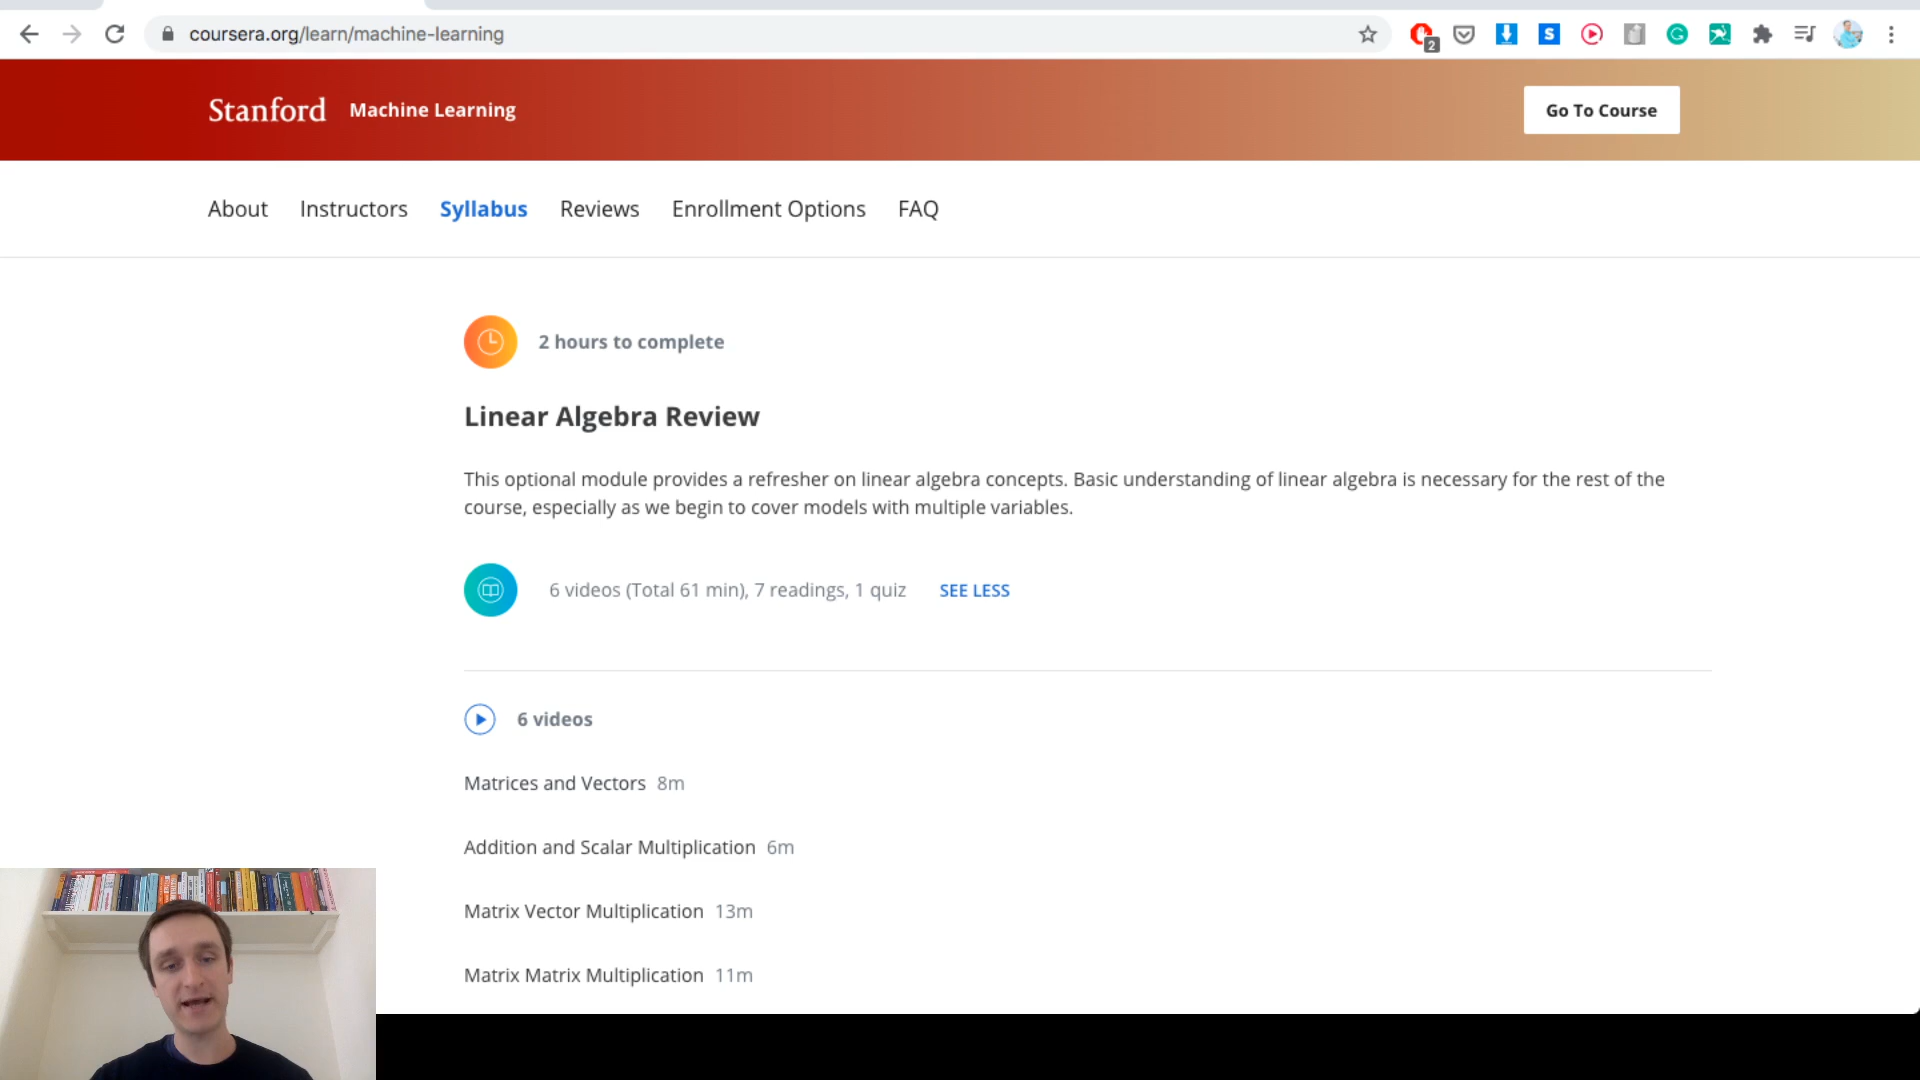 coursera.org/learn/machine-learning
2
Stanford Machine Learning
Go To Course
About Instructors Syllabus Reviews Enrollment Options FAQ
2 hours to complete
Linear Algebra Review
This optional module provides a refresher on linear algebra concepts. Basic understanding of linear algebra is necessary for the rest of the
course, especially as we begin to cover models with multiple variables.
6 videos (Total 61 min), 7 readings, 1 quiz SEE LESS
6 videos
Matrices and Vectors 8m
Addition and Scalar Multiplication 6m
Matrix Vector Multiplication 13m
Matrix Matrix Multiplication 11m